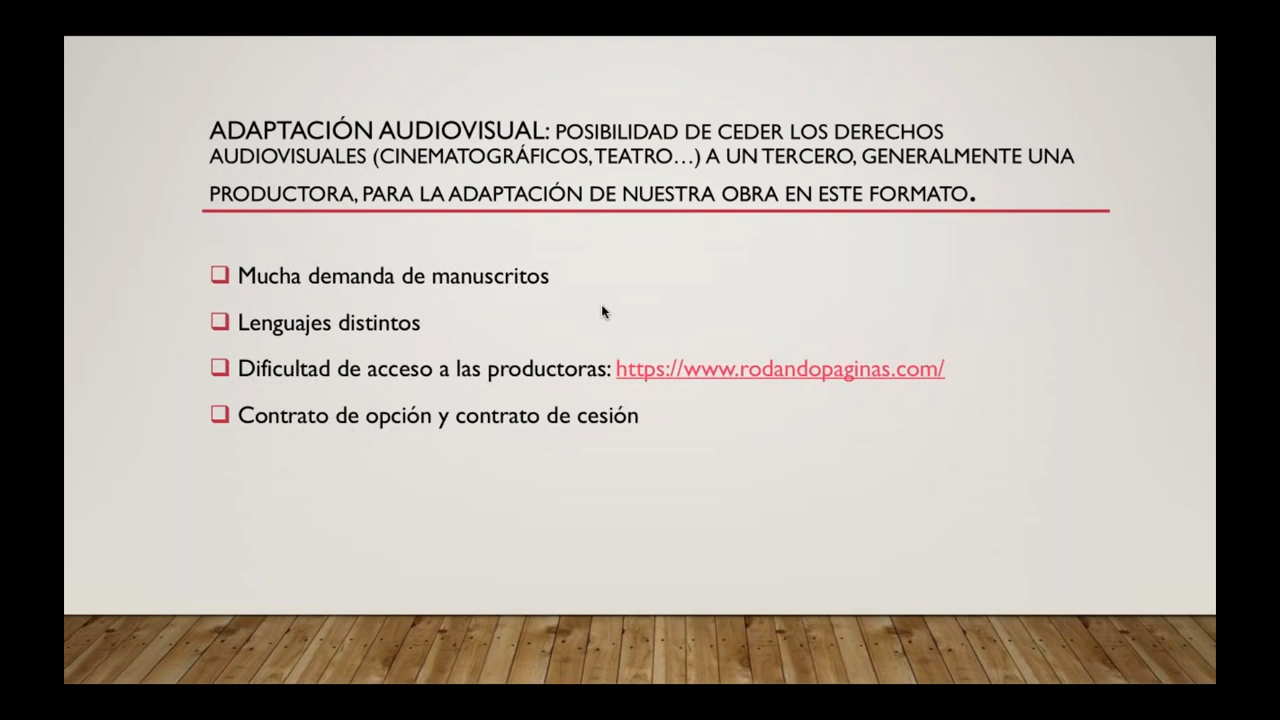 ADAPTACIÓN AUDIOVISUAL: POSIBILIDAD DE CEDER LOS DERECHOS
AUDIOVISUALES (CINEMATOGRÁFICOS, TEATRO…) A UN TERCERO, GENERALMENTE UNA
PRODUCTORA, PARA LA ADAPTACIÓN DE NUESTRA OBRA EN ESTE FORMATO.
Mucha demanda de manuscritos
Lenguajes distintos
Dificultad de acceso a las productoras: https://www.rodandopaginas.com/
Contrato de opción y contrato de cesión